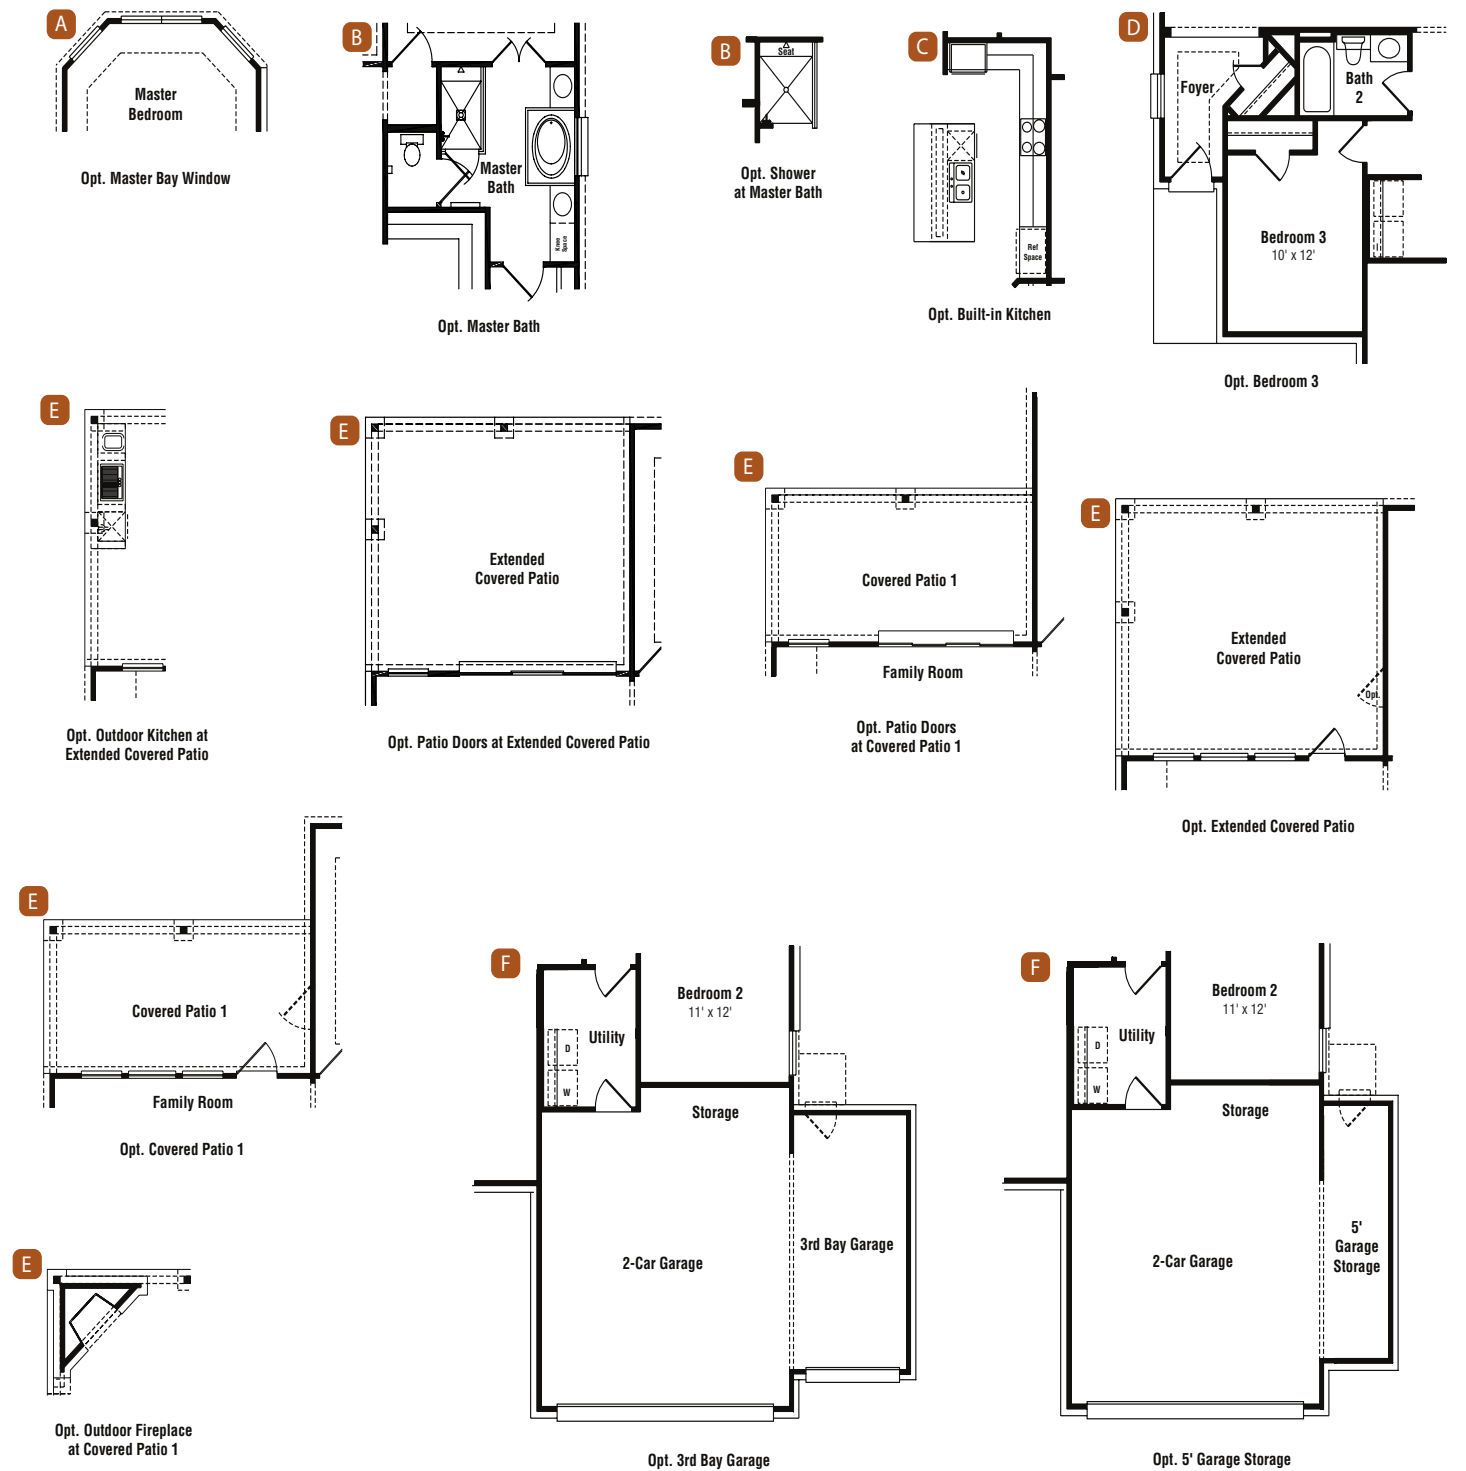 A
Master
Bedroom
Opt. Master Bay Window
B
Master
Bath
Knee
Space
Opt. Master Bath
B
Seat
Opt. Shower
at Master Bath
C
Ref
Space
Opt. Built-in Kitchen
D
Foyer
Bath
2
Bedroom 3
10' x 12'
Opt. Bedroom 3
E
Opt. Outdoor Kitchen at
Extended Covered Patio
E
Extended
Covered Patio
Opt. Patio Doors at Extended Covered Patio
E
Covered Patio 1
Family Room
Opt. Patio Doors
at Covered Patio 1
E
Extended
Covered Patio
Opt.
Opt. Extended Covered Patio
E
Covered Patio 1
Family Room
Opt. Covered Patio 1
E
Opt. Outdoor Fireplace
at Covered Patio 1
F
Bedroom 2
11' x 12'
Utility
D
W
Storage
2-Car Garage
3rd Bay Garage
Opt. 3rd Bay Garage
F
Bedroom 2
11' x 12'
Utility
D
W
Storage
2-Car Garage
5'
Garage
Storage
Opt. 5' Garage Storage